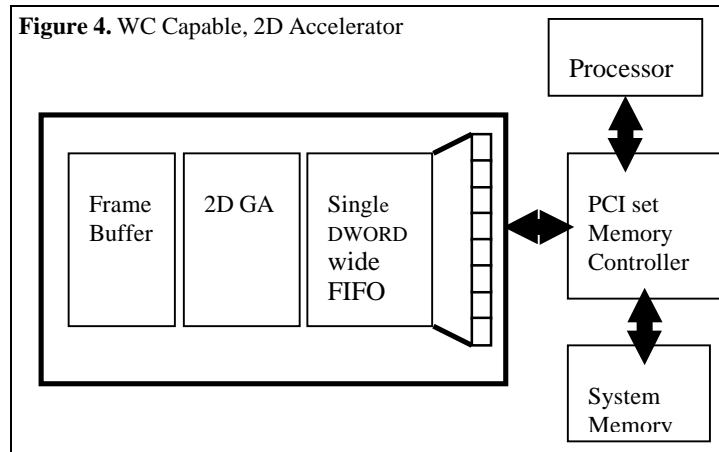 Figure 4. WC Capable, 2D Accelerator
Processor
Frame
Buffer
2D GA
Single
DWORD
wide
FIFO
PCI set
Memory
Controller
System
Memory